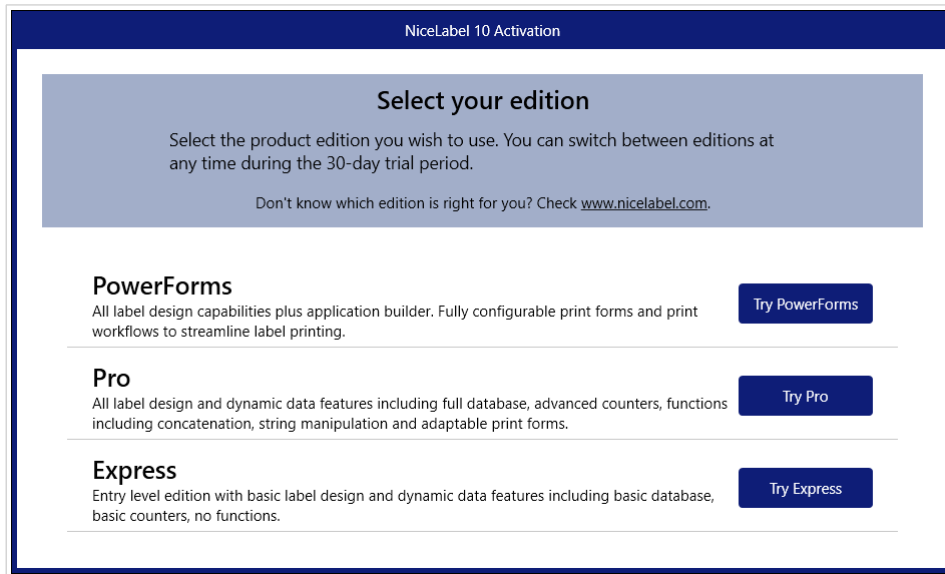 NiceLabel 10 Activation
Select your edition
Select the product edition you wish to use. You can switch between editions at
any time during the 30-day trial period.
Don't know which edition is right for you? Check www.nicelabel.com.
PowerForms
All label design capabilities plus application builder. Fully configurable print forms and print
workflows to streamline label printing.
Try PowerForms
Pro
All label design and dynamic data features including full database, advanced counters, functions
including concatenation, string manipulation and adaptable print forms.
Try Pro
Express
Entry level edition with basic label design and dynamic data features including basic database,
basic counters, no functions.
Try Express